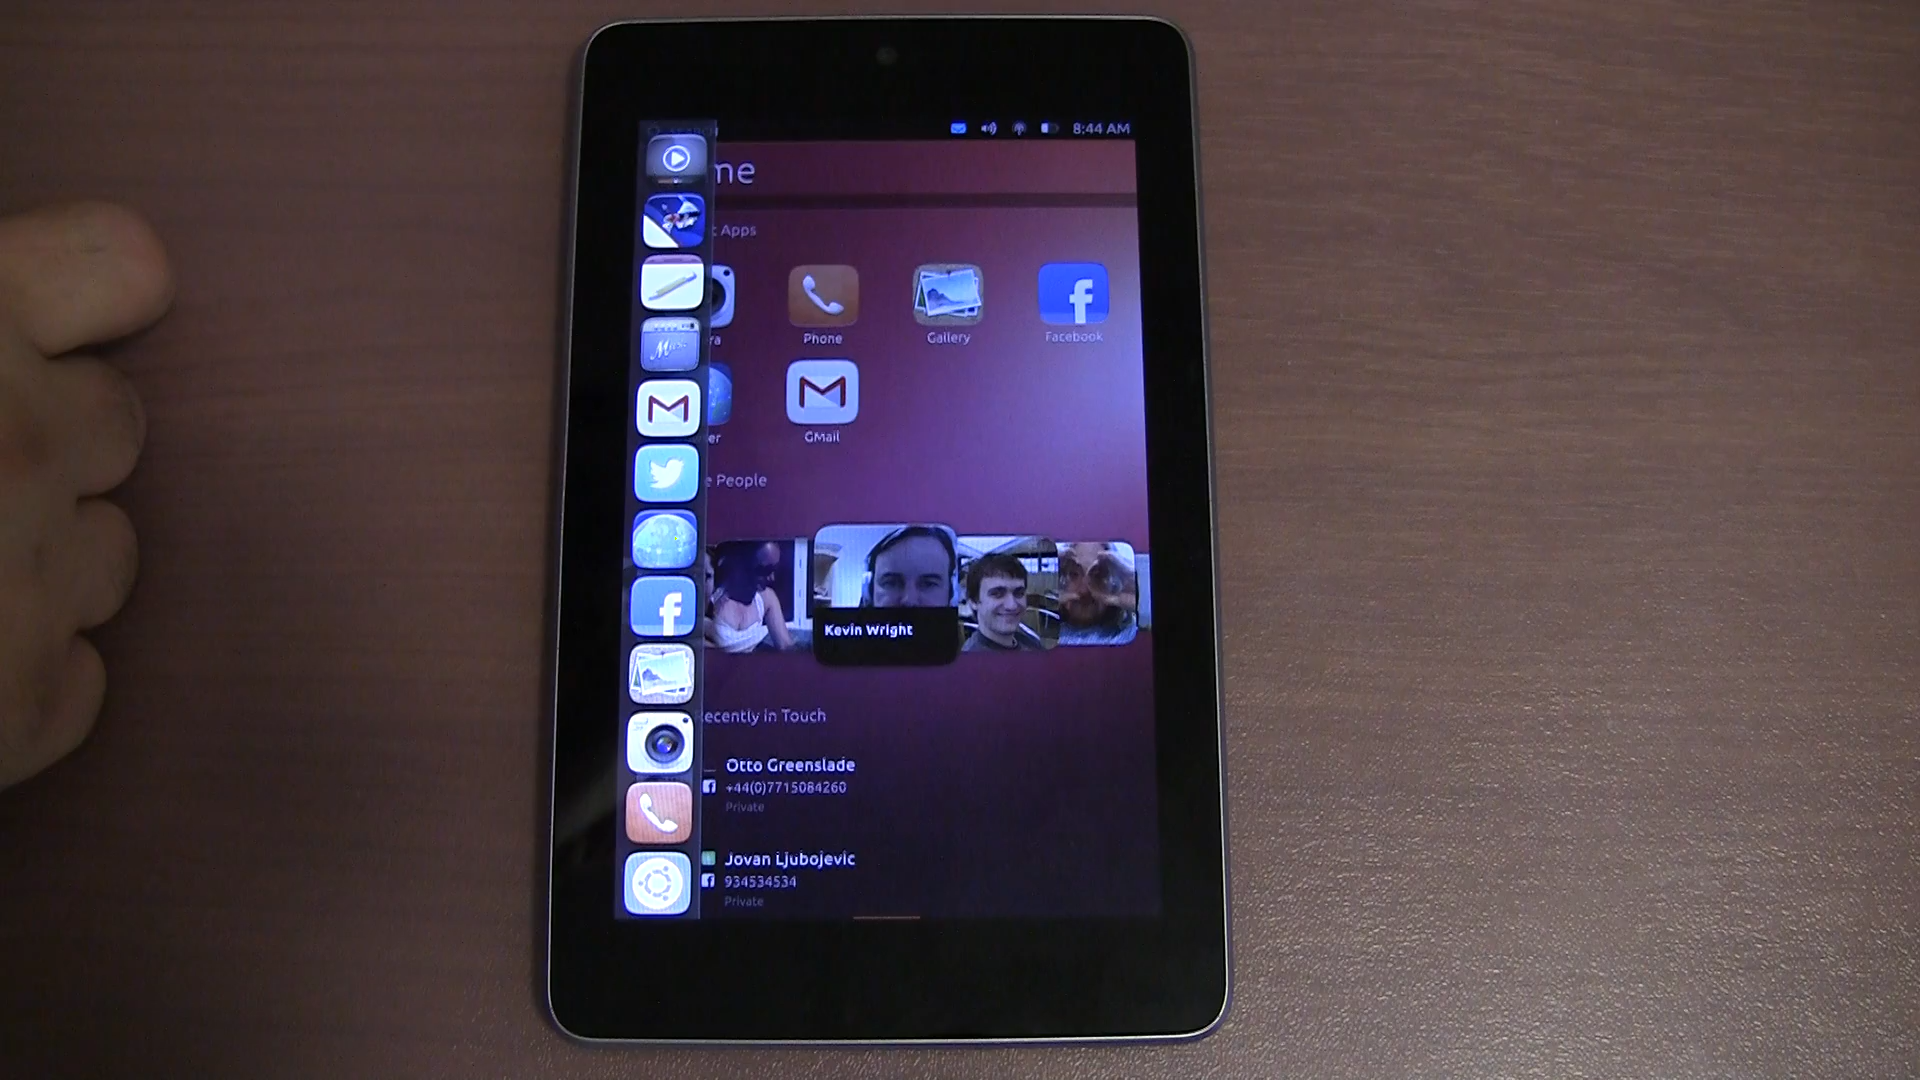 8:44 AM
me
Apps
Phone
Gallery
Facebook
GMail
People
Kevin Wright
Recently in Touch
Otto Greenslade
+44(0)7715084260
Private
Jovan Ljubojevic
934534534
Private